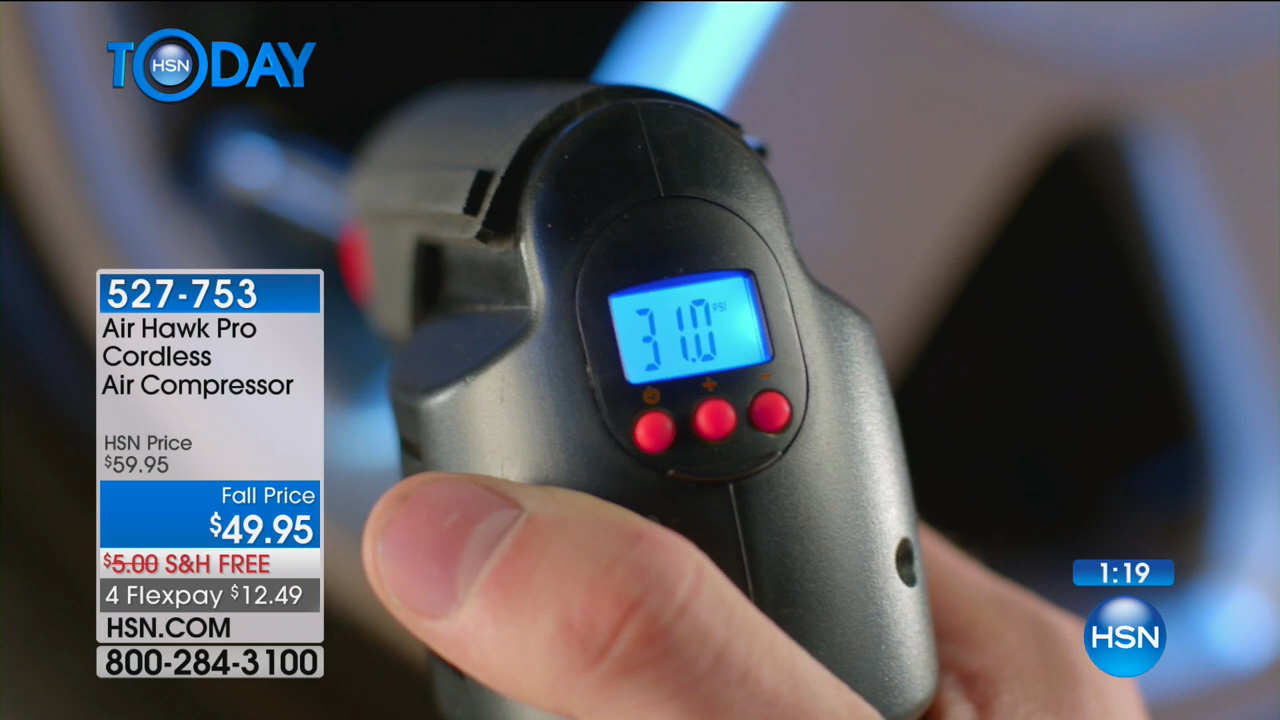 TODAY
HSN
527-753
Air Hawk Pro
Cordless
Air Compressor
HSN Price
$59.95
Fall Price
$49.95
$5.00 S&H FREE
4 Flexpay $12.49
HSN.COM
800-284-3100
31.0 PSI
+
-
1:19
HSN